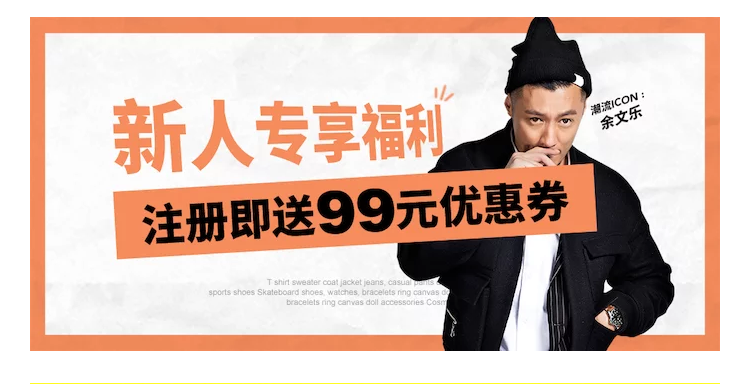 新人专享福利
潮流ICON：
余文乐
注册即送99元优惠券
T shirt sweater coat jacket jeans, casual pants
sports shoes Skateboard shoes, watches, bracelets ring canvas
bracelets ring canvas doll accessories